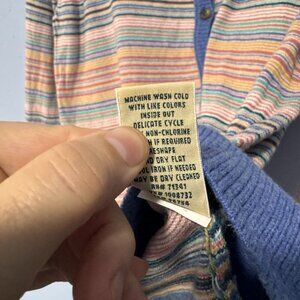 MACHINE WASH COLD
WITH LIKE COLORS
INSIDE OUT
DELICATE CYCLE
NON-CHLORINE
IF REQUIRED
RESHAPE
DRY FLAT
IRON IF NEEDED
MAY BE DRY CLEANED
RN# 71341
1008732